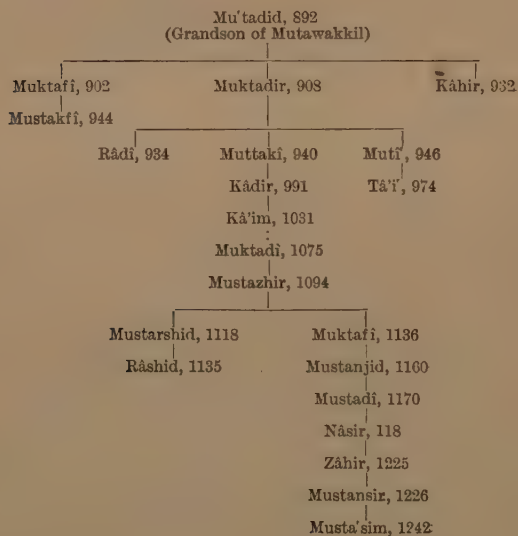 Mu'tadid, 892
(Grandson of Mutawakkil)
Muktafî, 902 Muktadir, 908 Kâhir, 932
Mustakfî, 944
Râdî, 934 Muttakî, 940 Mutî', 946
Kâdir, 991 Tâ'i', 974
Kâ'im, 1031
Muktadî, 1075
Mustazhir, 1094
Mustarshid, 1118 Muktafî, 1136
Râshid, 1135 Mustanjid, 1160
Mustadî, 1170
Nâsir, 118
Zâhir, 1225
Mustansir, 1226
Musta'sim, 1242